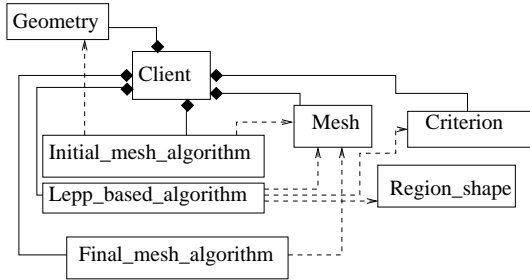 Geometry
Client
Mesh
Criterion
Initial_mesh_algorithm
Lepp_based_algorithm
Region_shape
Final_mesh_algorithm